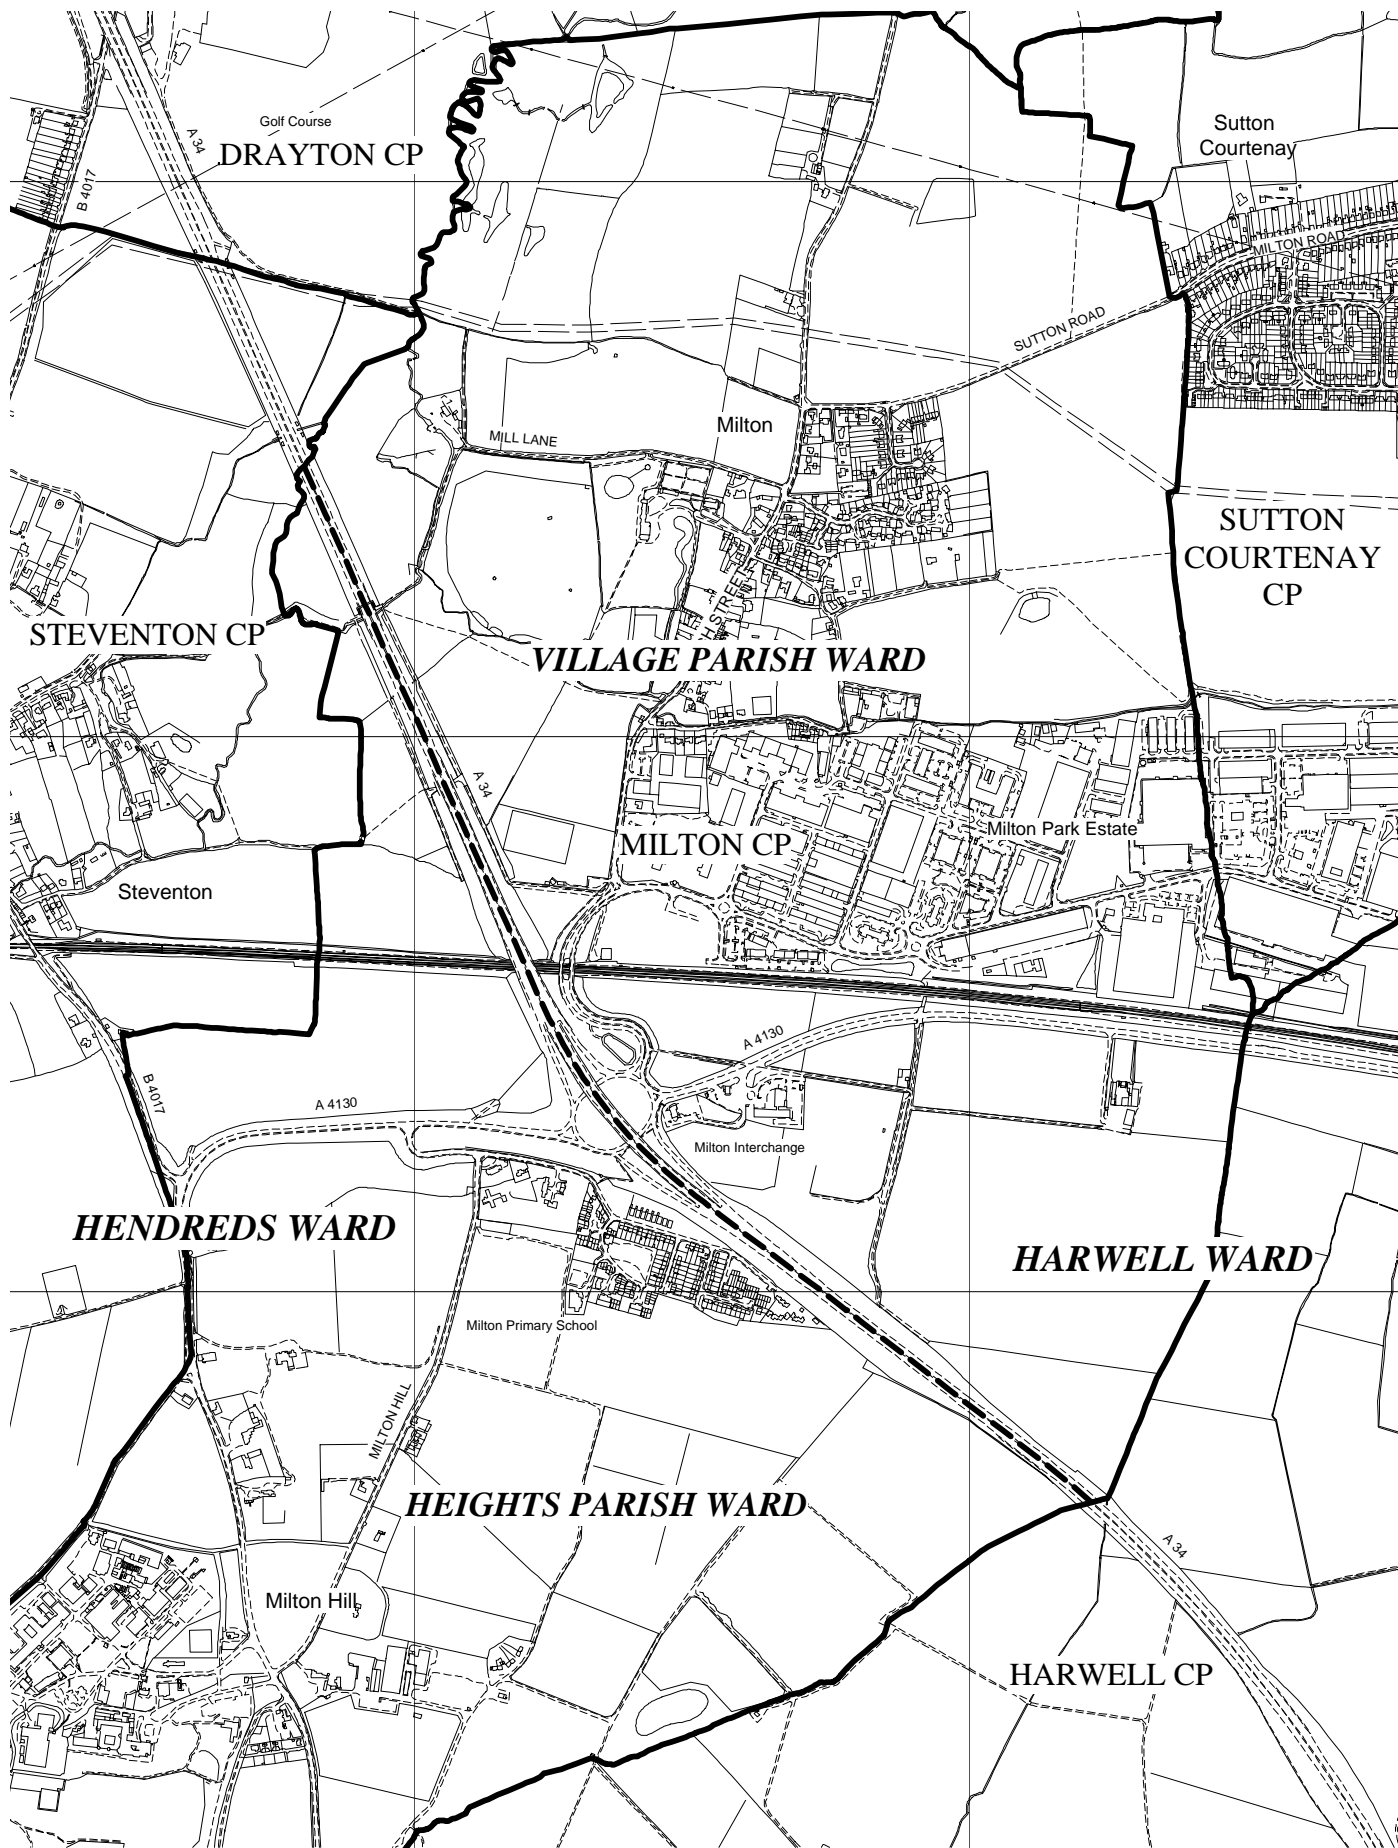 Golf Course
DRAYTON CP
A 34
B 4017
Sutton
Courtenay
MILTON ROAD
SUTTON ROAD
Milton
MILL LANE
SUTTON
COURTENAY
CP
STEVENTON CP
VILLAGE PARISH WARD
A 34
MILTON CP
Milton Park Estate
Steventon
A 4130
B 4017
A 4130
Milton Interchange
HENDREDS WARD
HARWELL WARD
Milton Primary School
MILTON HILL
HEIGHTS PARISH WARD
A 34
Milton Hill
HARWELL CP